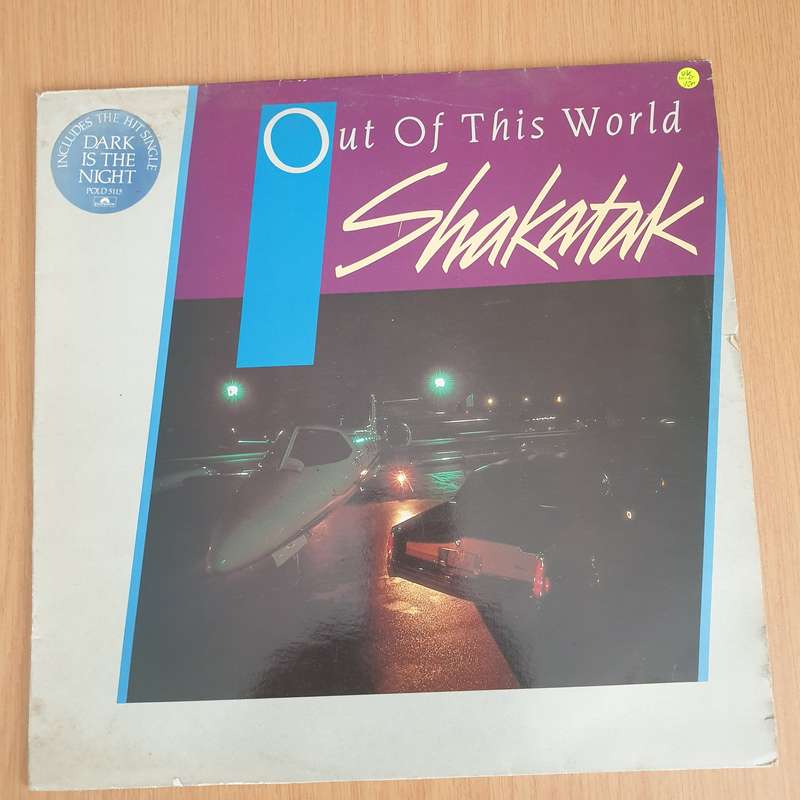 INCLUDES THE HIT SINGLE
DARK
IS THE
NIGHT
POLD 5115
Out Of This World
Shakatak